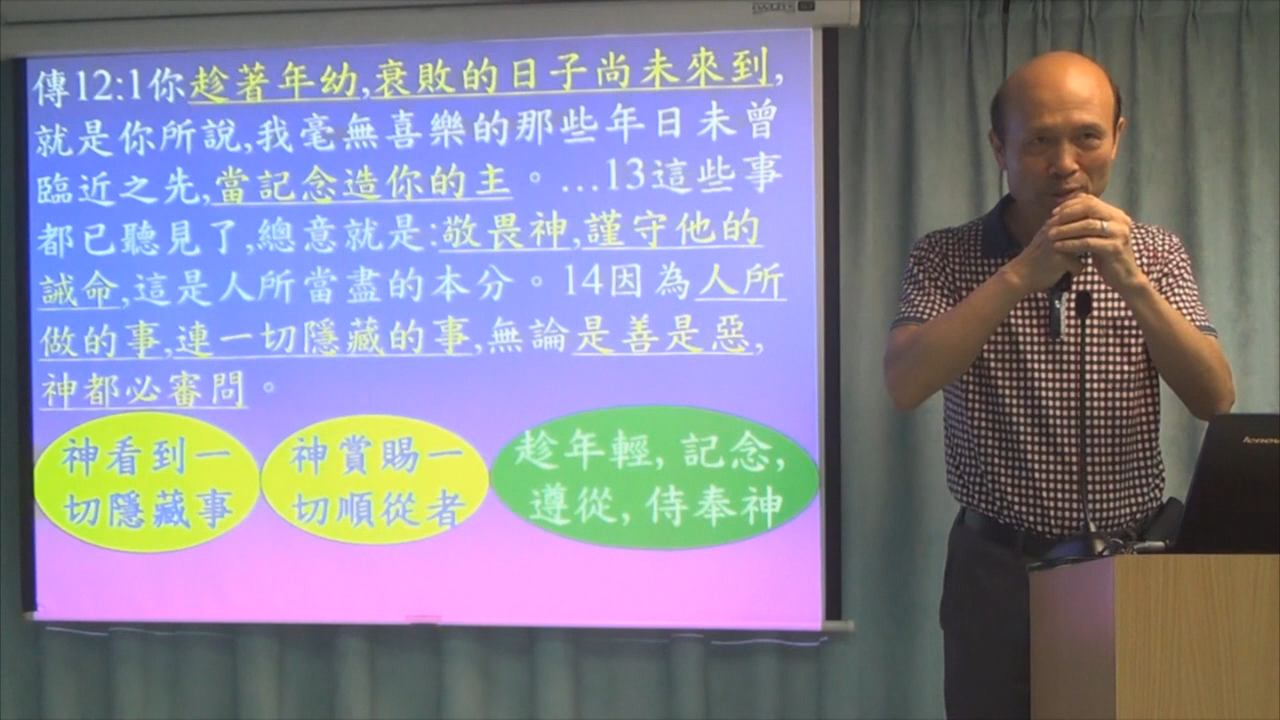 傳12:1你趁著年幼,衰敗的日子尚未來到,
就是你所說,我毫無喜樂的那些年日未曾
臨近之先,當記念造你的主。…13這些事
都已聽見了,總意就是:敬畏神,謹守他的
誡命,這是人所當盡的本分。14因為人所
做的事,連一切隱藏的事,無論是善是惡,
神都必審問。
神看到一
切隱藏事
神賞賜一
切順從者
趁年輕, 記念,
遵從, 侍奉神
lenovo